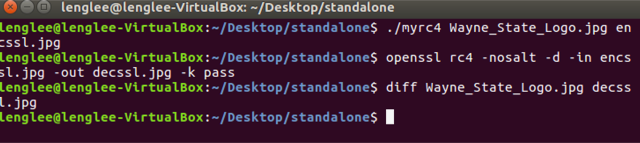 lenglee@lenglee-VirtualBox: ~/Desktop/standalone
lenglee@lenglee-VirtualBox:~/Desktop/standalone$ ./myrc4 Wayne_State_Logo.jpg en
cssl.jpg
lenglee@lenglee-VirtualBox:~/Desktop/standalone$ openssl rc4 -nosalt -d -in encs
sl.jpg -out decssl.jpg -k pass
lenglee@lenglee-VirtualBox:~/Desktop/standalone$ diff Wayne_State_Logo.jpg decss
l.jpg
lenglee@lenglee-VirtualBox:~/Desktop/standalone$